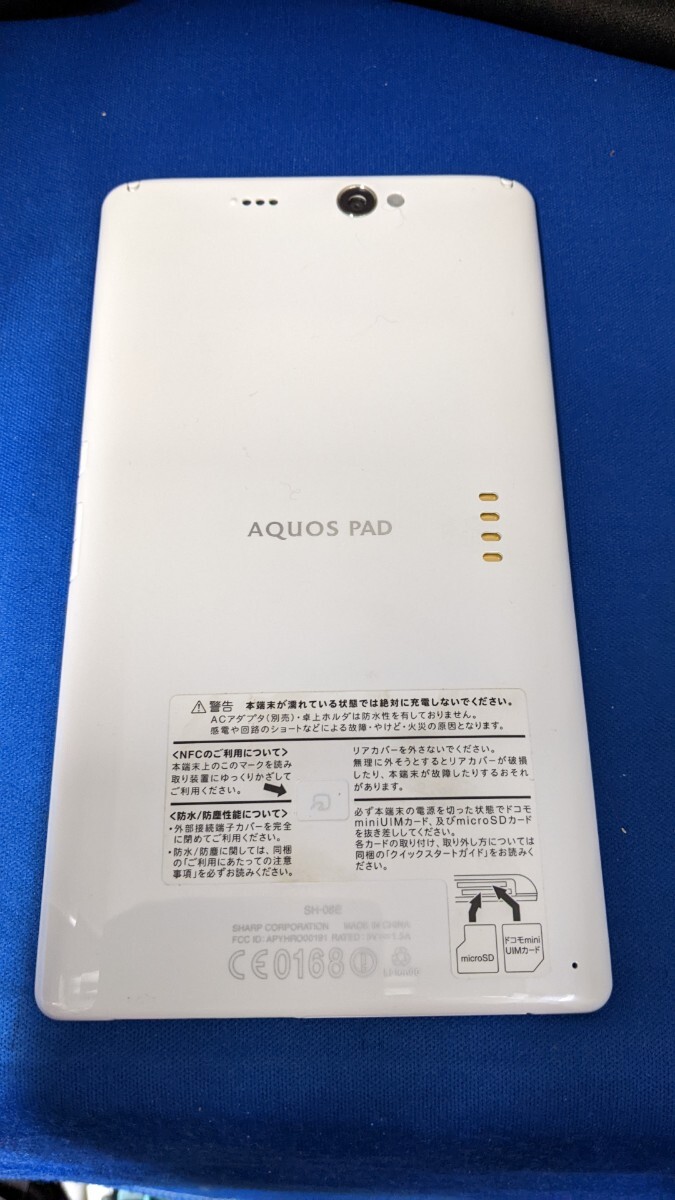 AQUOS PAD
警告 本端末が濡れている状態では絶対に充電しないでください。
ACアダプタ(別売)・卓上ホルダは防水性を有しておりません。
感電や回路のショートなどによる故障・やけど・火災の原因となります。
<NFCのご利用について>
本端末上のこのマークを読み
取り装置にゆっくりかざして
ご利用ください。
<防水/防塵性能について>
・外部接続端子カバーを完全
に閉めてご利用ください。
・防水/防塵に関しては、同梱
の「ご利用にあたっての注意
事項」を必ずお読みください。
リアカバーを外さないでください。
無理に外そうとするとリアカバーが破損
したり、本端末が故障したりするおそれ
があります。
必ず本端末の電源を切った状態でドコモ
miniUIMカード、及びmicroSDカード
を抜き差ししてください。
各カードの取り付け、取り外し方については
同梱の「クイックスタートガイド」をお読みく
ださい。
microSD
ドコモmini
UIMカード
SH-08E
SHARP CORPORATION MADE IN CHINA
FCC ID: APYHRO00191 RATED
CE0168